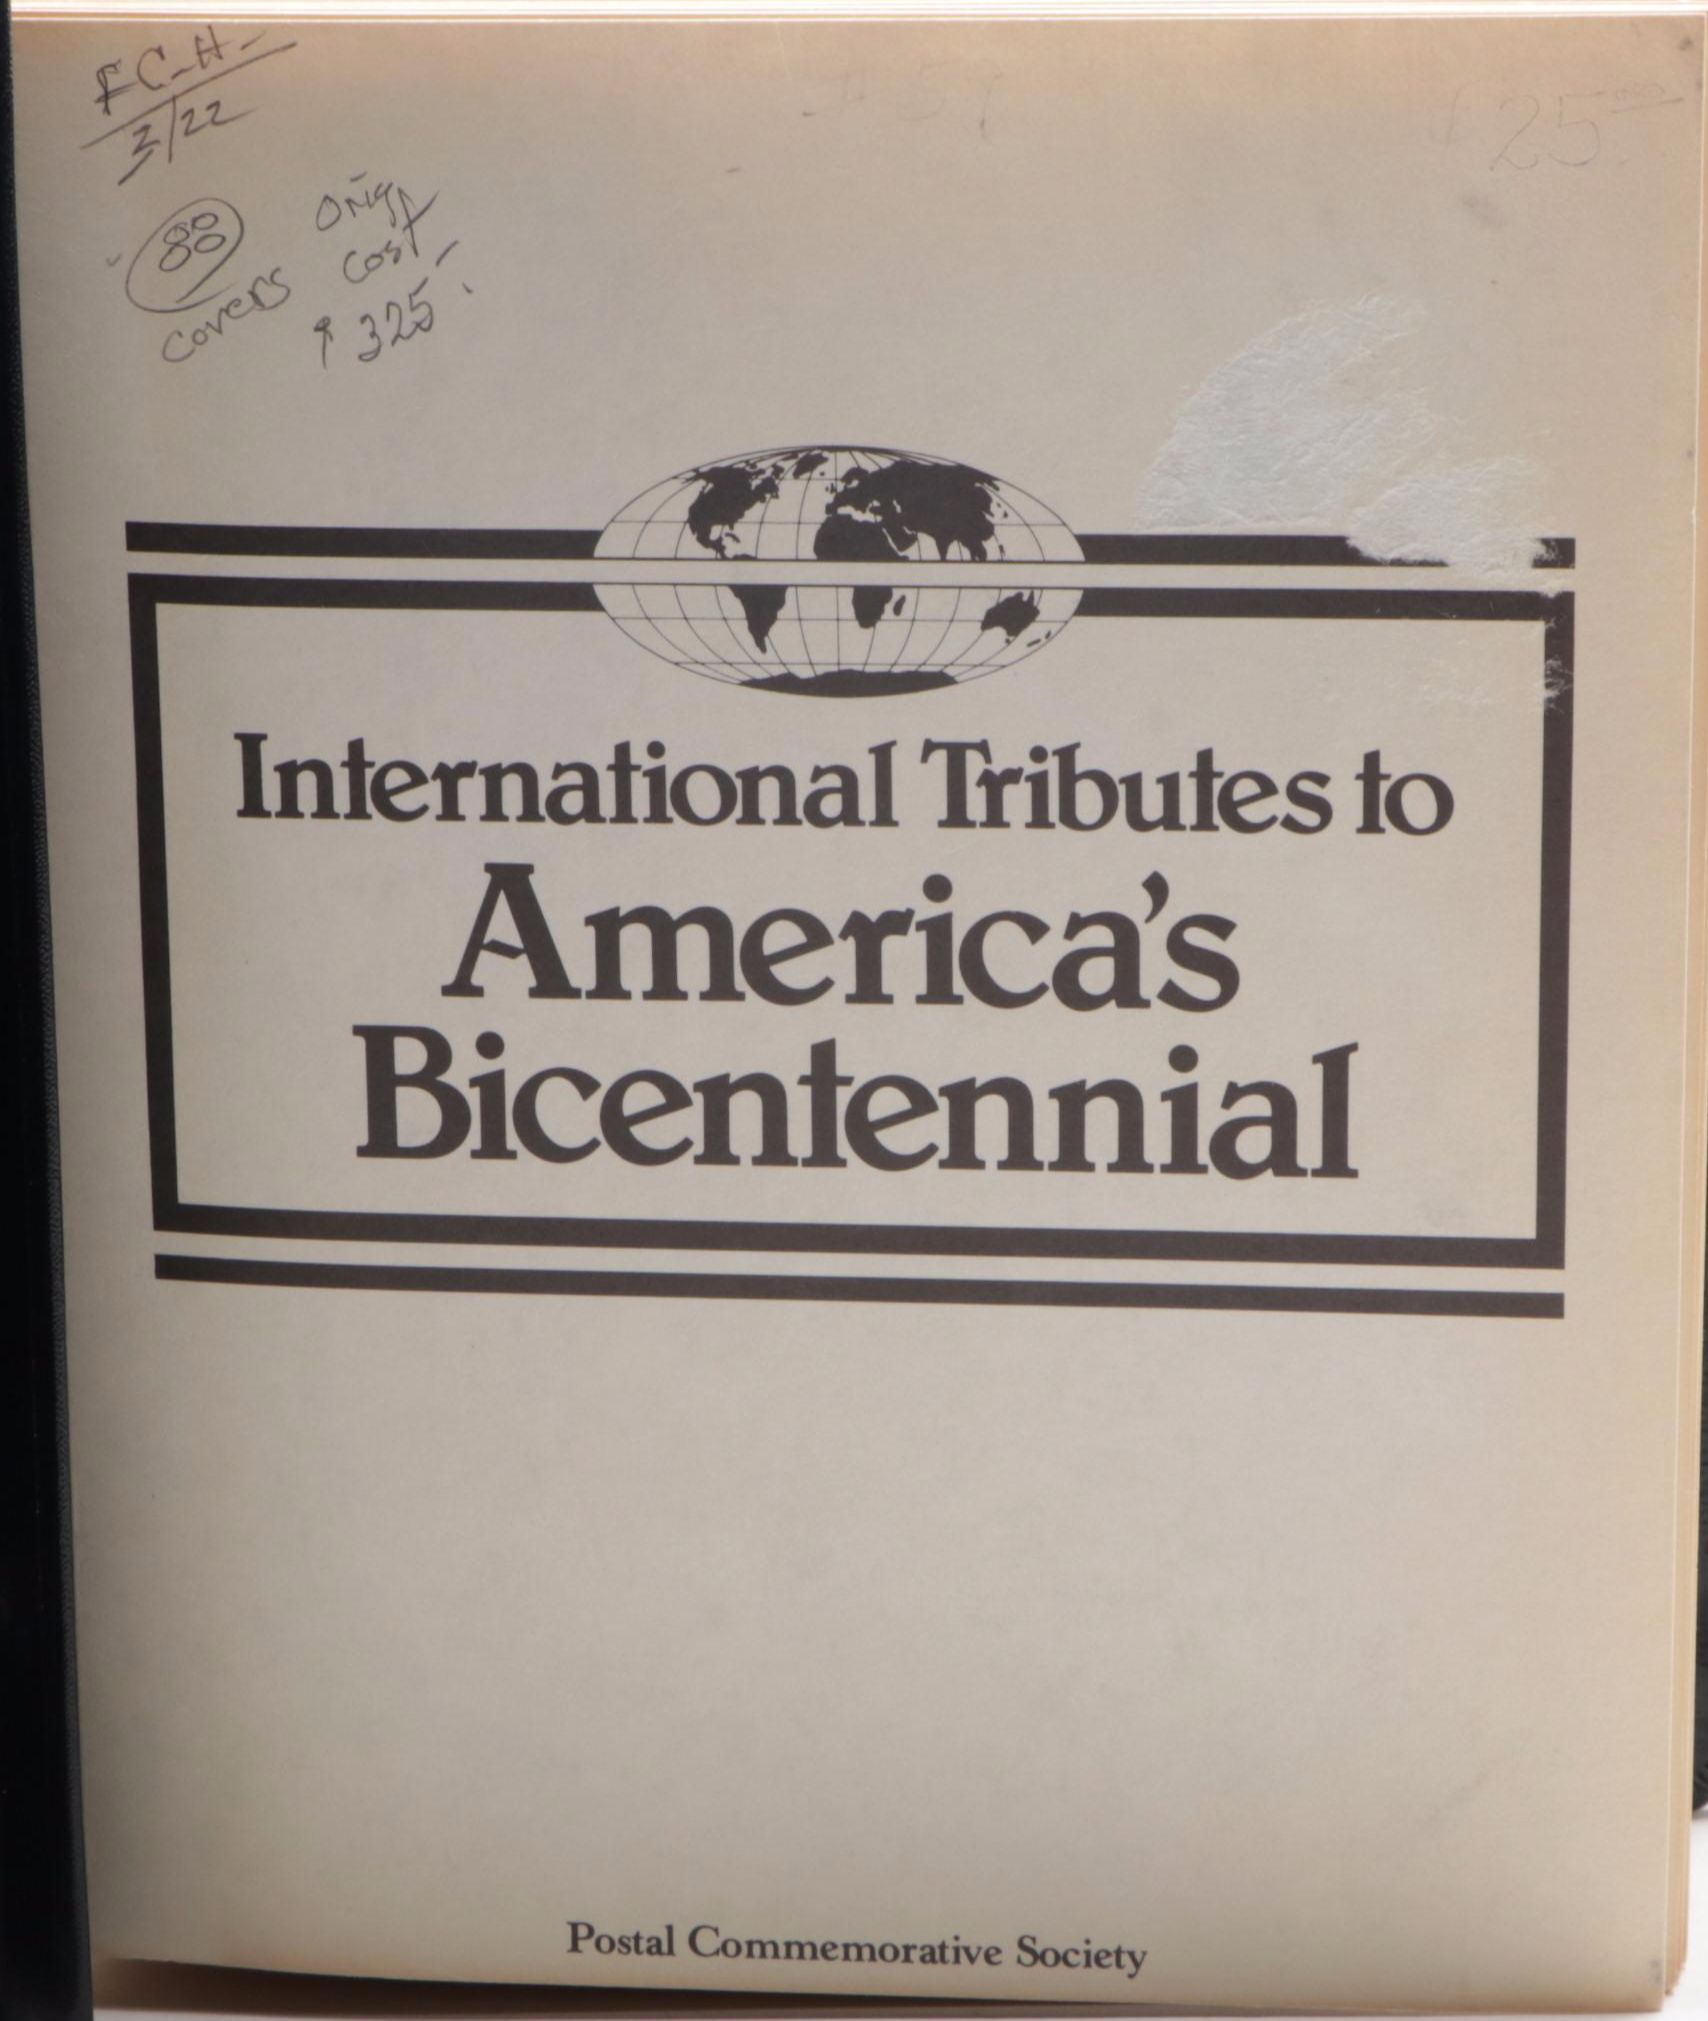 FC-H-
3/22
88
covers
Orig
cost
$325
25
International Tributes to
America's
Bicentennial
Postal Commemorative Society